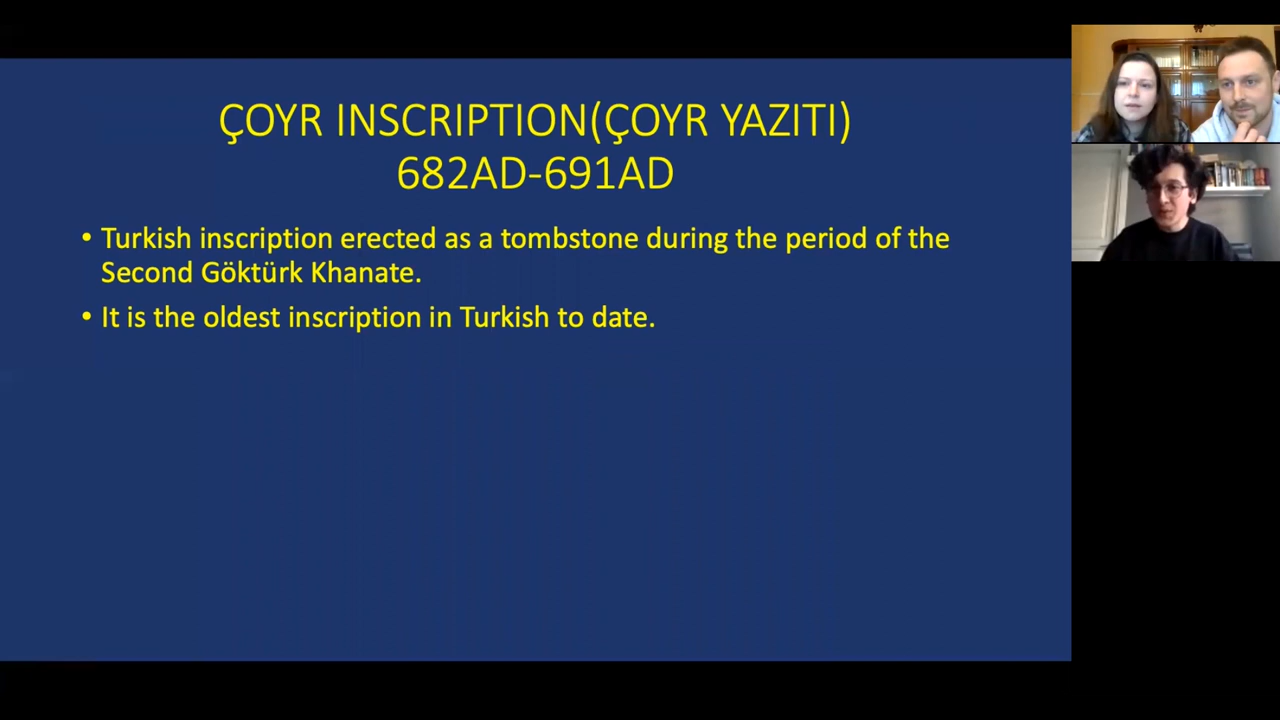 ÇOYR INSCRIPTION(ÇOYR YAZITI)
682AD-691AD
• Turkish inscription erected as a tombstone during the period of the
Second Göktürk Khanate.
• It is the oldest inscription in Turkish to date.